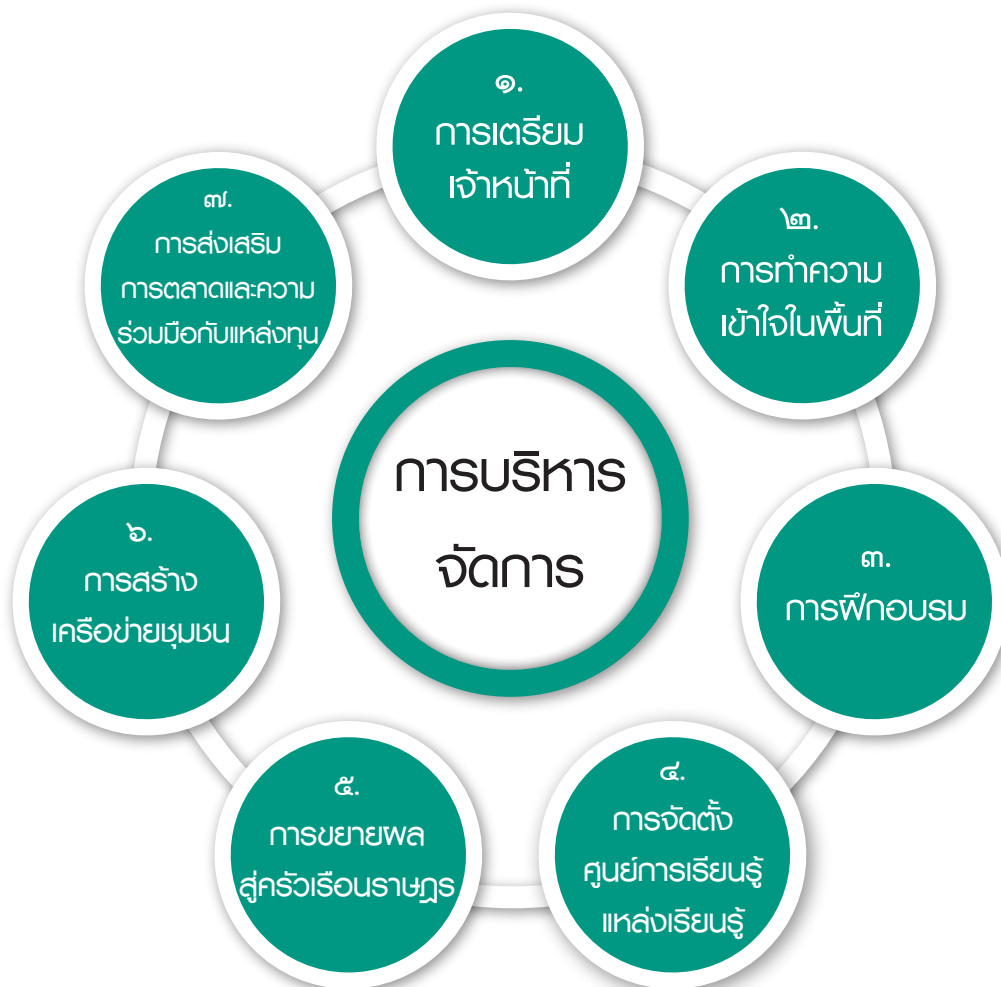 การบริหาร
จัดการ
๑.
การเตรียม
เจ้าหน้าที่
๒.
การทำความ
เข้าใจในพื้นที่
๓.
การฝึกอบรม
๔.
การจัดตั้ง
ศูนย์การเรียนรู้
แหล่งเรียนรู้
๕.
การขยายผล
สู่ครัวเรือนราษฎร
๖.
การสร้าง
เครือข่ายชุมชน
๗.
การส่งเสริม
การตลาดและความ
ร่วมมือกับแหล่งทุน